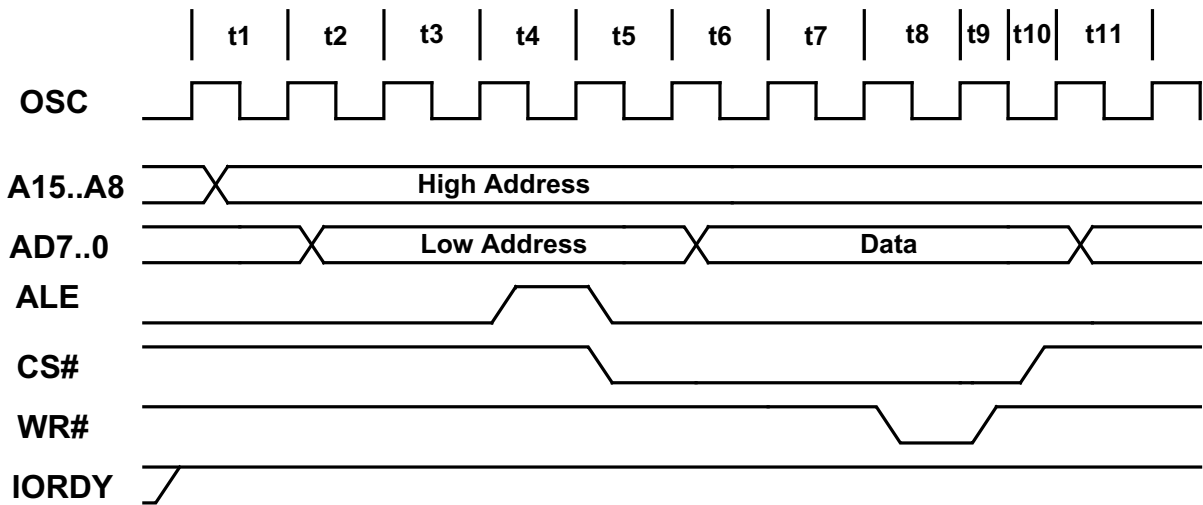 t1 t2 t3 t4 t5 t6 t7 t8 t9 t10 t11
OSC
A15..A8 High Address
AD7..0 Low Address Data
ALE
CS#
WR#
IORDY